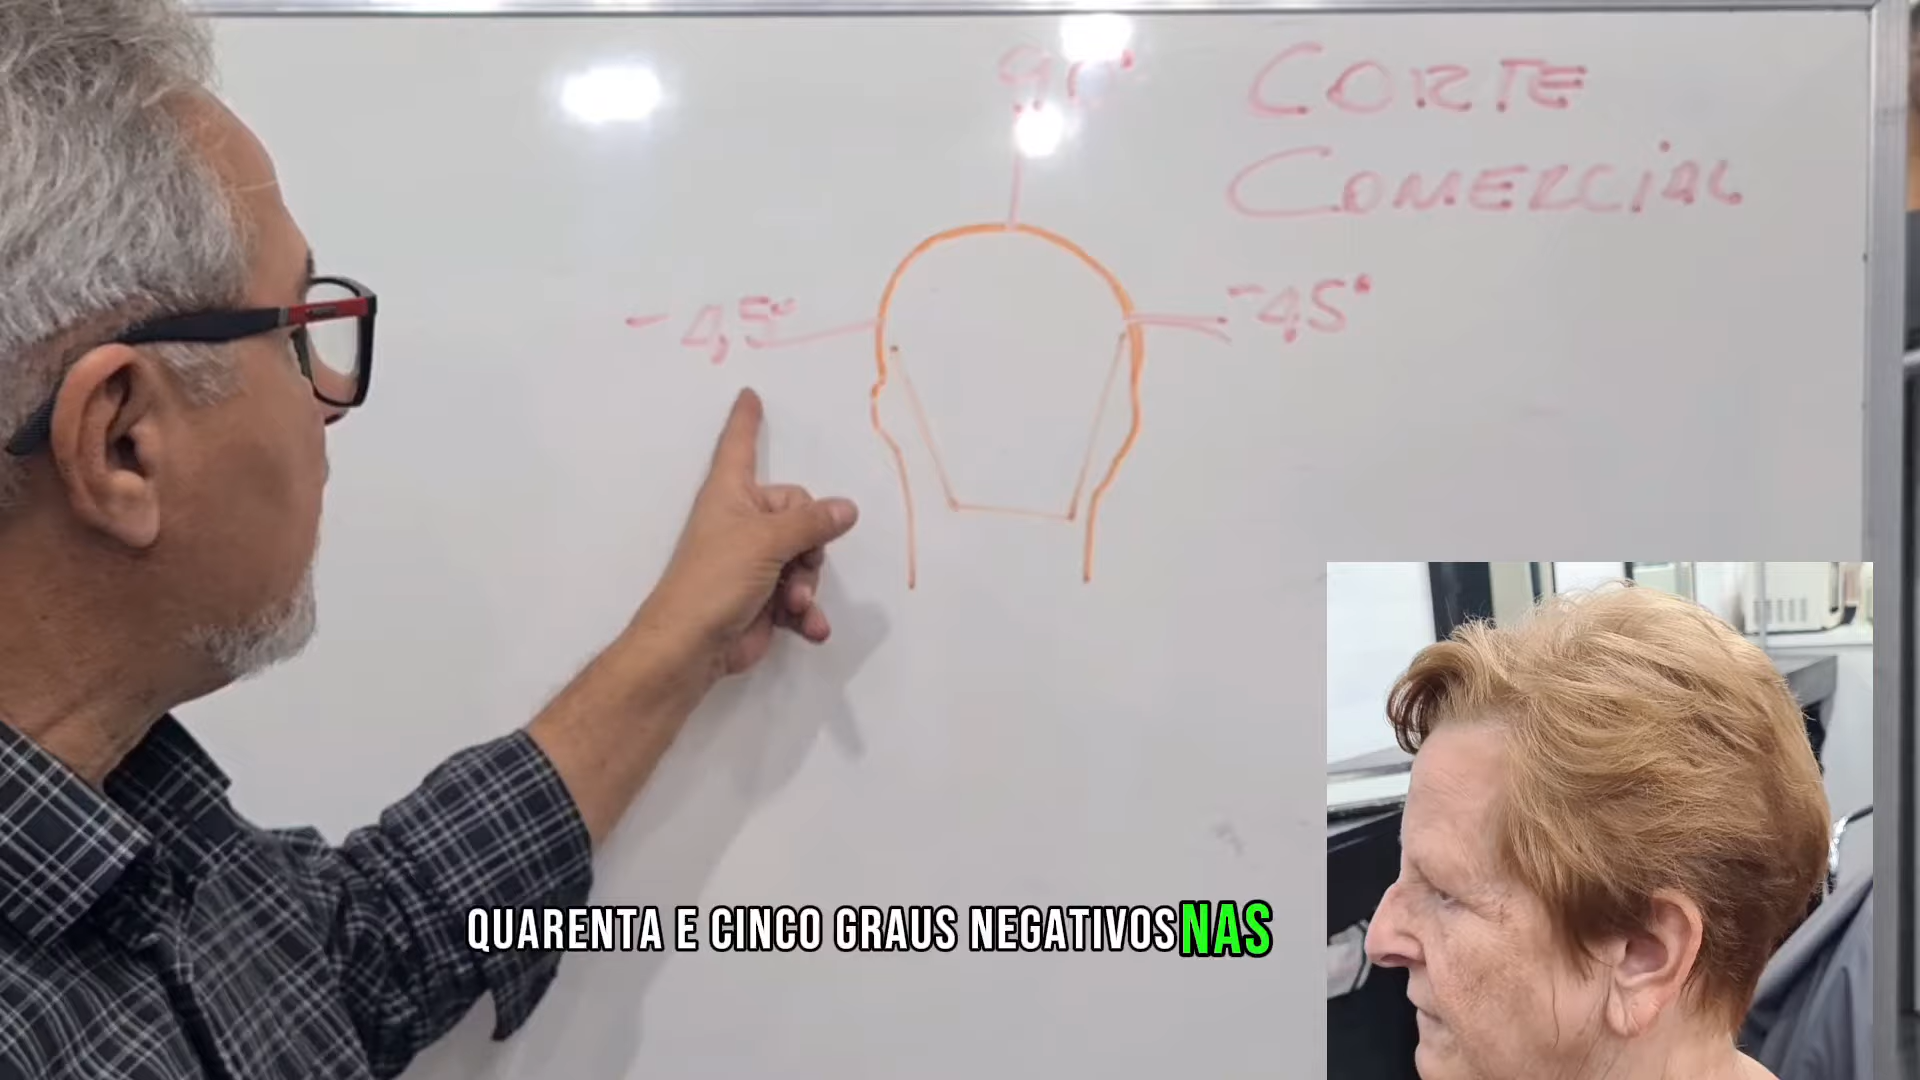 90°
CORTE
COMERCIAL
-45°
-45°
QUARENTA E CINCO GRAUS NEGATIVOS NAS